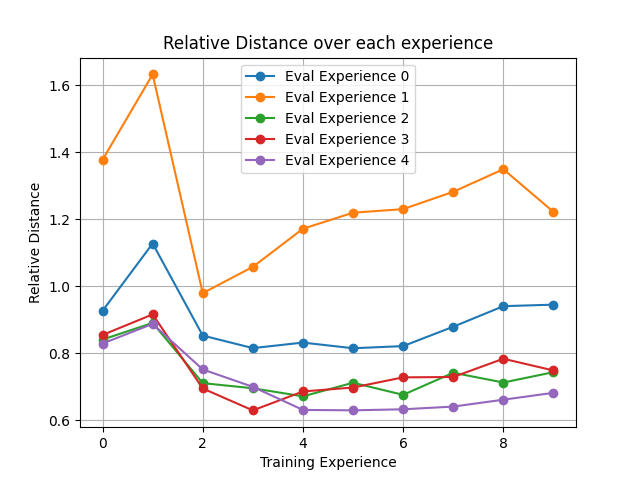 Relative Distance over each experience
Eval Experience 0
Eval Experience 1
Eval Experience 2
Eval Experience 3
Eval Experience 4
Relative Distance
1.6
1.4
1.2
1.0
0.8
0.6
0 2 4 6 8
Training Experience